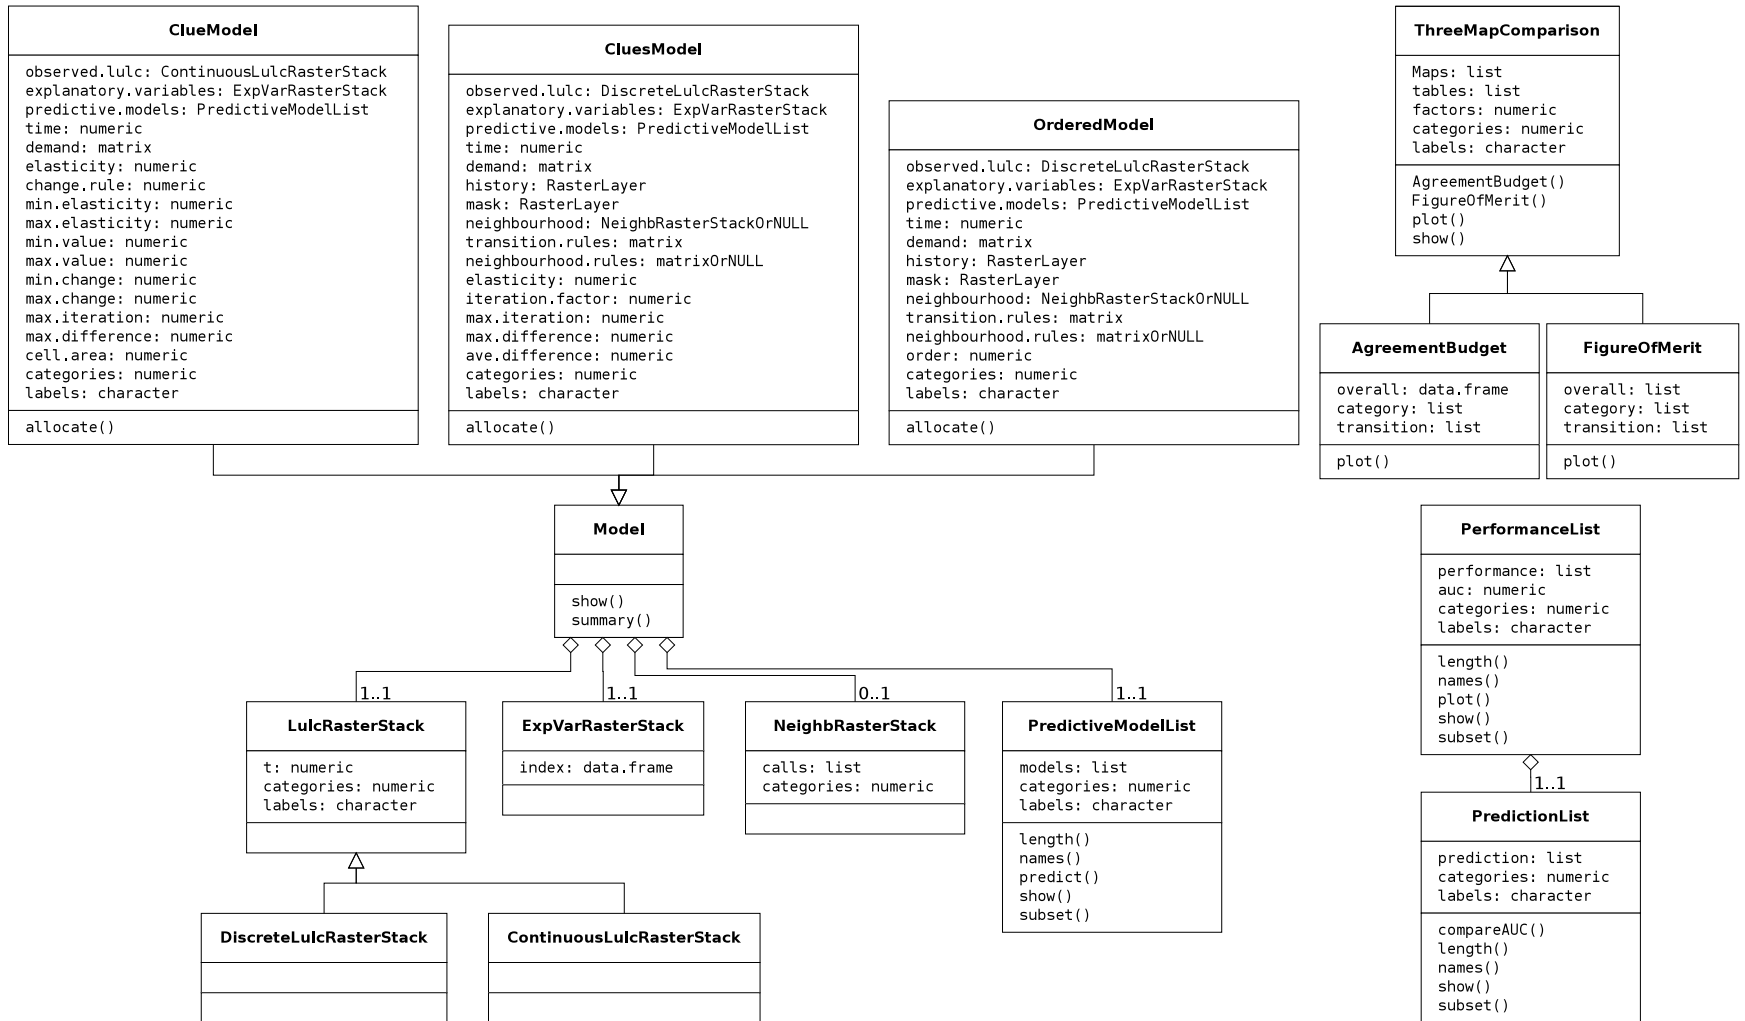 ClueModel
observed.lulc: ContinuousLulcRasterStack
explanatory.variables: ExpVarRasterStack
predictive.models: PredictiveModelList
time: numeric
demand: matrix
elasticity: numeric
change.rule: numeric
min.elasticity: numeric
max.elasticity: numeric
min.value: numeric
max.value: numeric
min.change: numeric
max.change: numeric
max.iteration: numeric
max.difference: numeric
cell.area: numeric
categories: numeric
labels: character
allocate()
CluesModel
observed.lulc: DiscreteLulcRasterStack
explanatory.variables: ExpVarRasterStack
predictive.models: PredictiveModelList
time: numeric
demand: matrix
history: RasterLayer
mask: RasterLayer
neighbourhood: NeighbRasterStackOrNULL
transition.rules: matrix
neighbourhood.rules: matrixOrNULL
elasticity: numeric
iteration.factor: numeric
max.iteration: numeric
max.difference: numeric
ave.difference: numeric
categories: numeric
labels: character
allocate()
OrderedModel
observed.lulc: DiscreteLulcRasterStack
explanatory.variables: ExpVarRasterStack
predictive.models: PredictiveModelList
time: numeric
demand: matrix
history: RasterLayer
mask: RasterLayer
neighbourhood: NeighbRasterStackOrNULL
transition.rules: matrix
neighbourhood.rules: matrixOrNULL
order: numeric
categories: numeric
labels: character
allocate()
ThreeMapComparison
Maps: list
tables: list
factors: numeric
categories: numeric
labels: character
AgreementBudget()
FigureOfMerit()
plot()
show()
AgreementBudget
overall: data.frame
category: list
transition: list
plot()
FigureOfMerit
overall: list
category: list
transition: list
plot()
Model
show()
summary()
1..1
1..1
0..1
1..1
LulcRasterStack
t: numeric
categories: numeric
labels: character
ExpVarRasterStack
index: data.frame
NeighbRasterStack
calls: list
categories: numeric
PredictiveModelList
models: list
categories: numeric
labels: character
length()
names()
predict()
show()
subset()
DiscreteLulcRasterStack
ContinuousLulcRasterStack
PerformanceList
performance: list
auc: numeric
categories: numeric
labels: character
length()
names()
plot()
show()
subset()
1..1
PredictionList
prediction: list
categories: numeric
labels: character
compareAUC()
length()
names()
show()
subset()